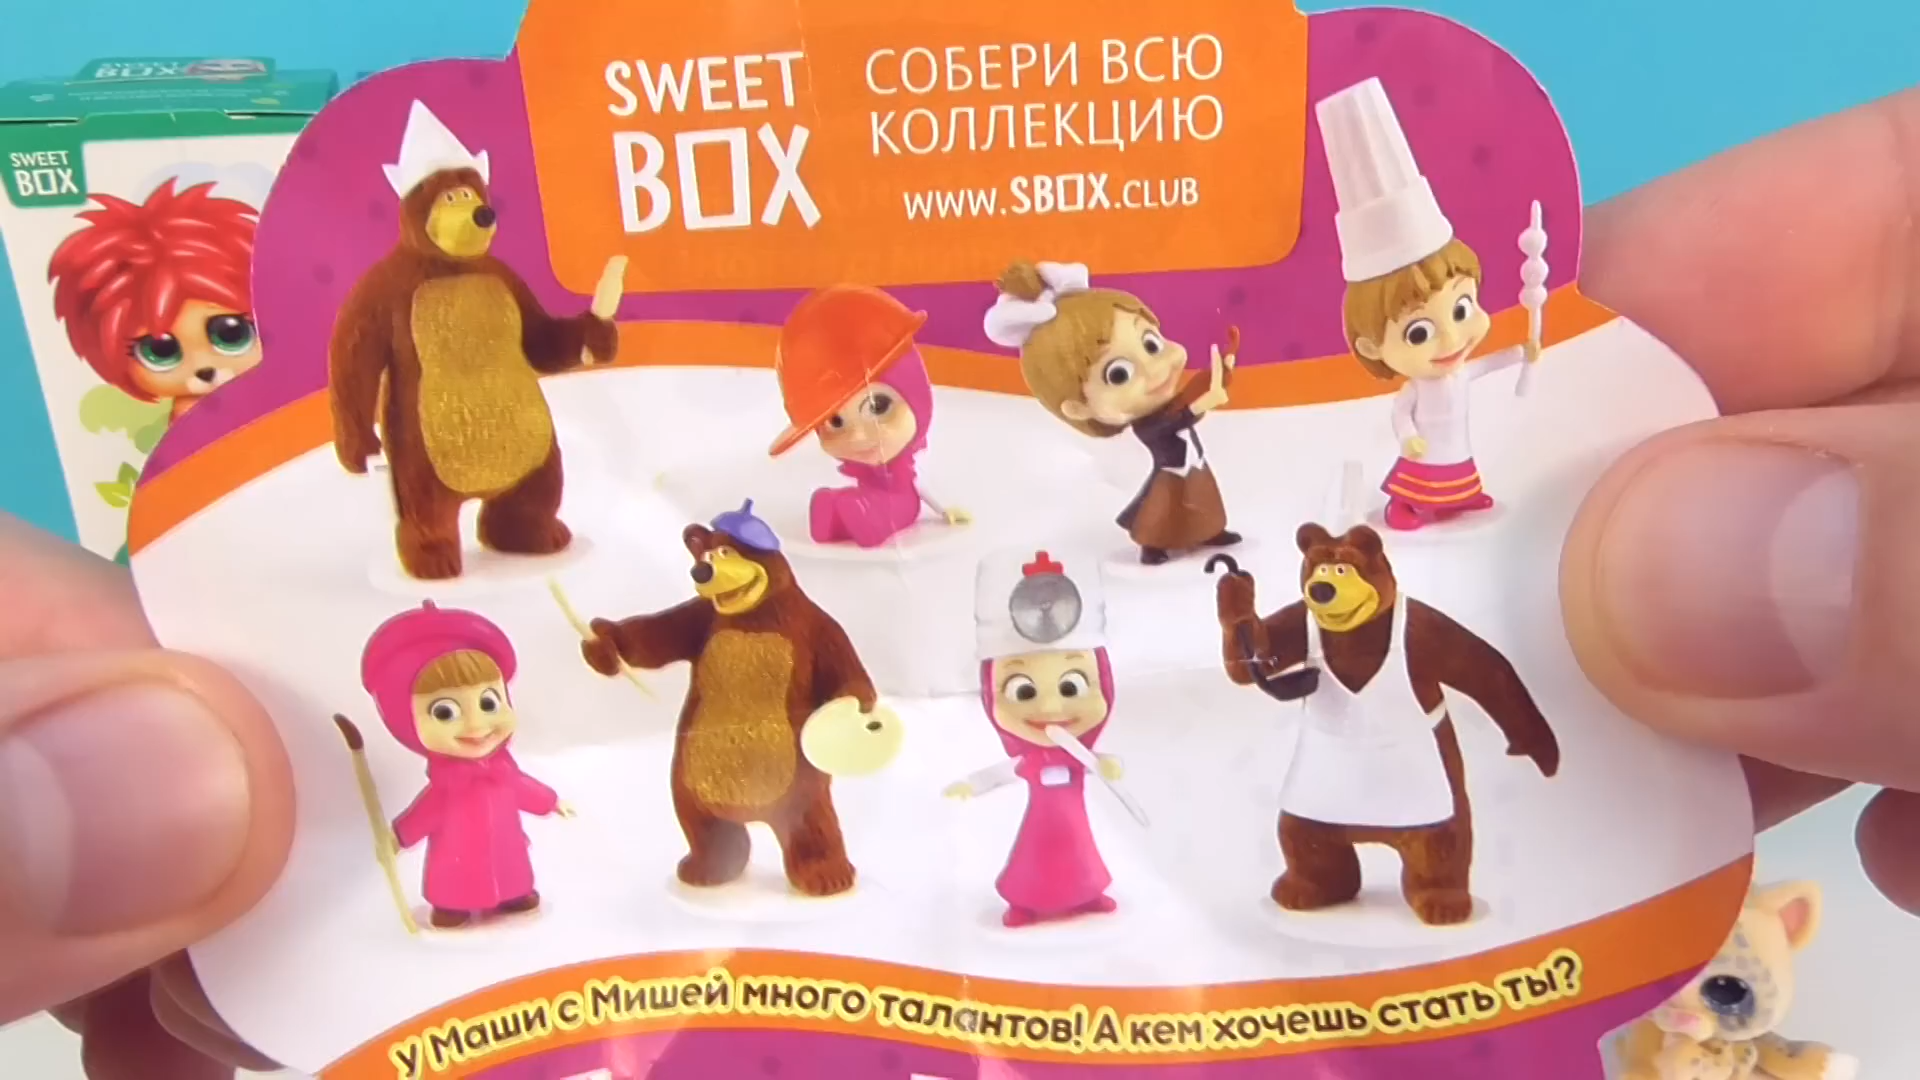 SWEET
BOX
СОБЕРИ ВСЮ
КОЛЛЕКЦИЮ
WWW.SBOX.CLUB
SWEET
BOX
SWEET
BOX
у Маши с Мишей много талантов! А кем хочешь стать ты?